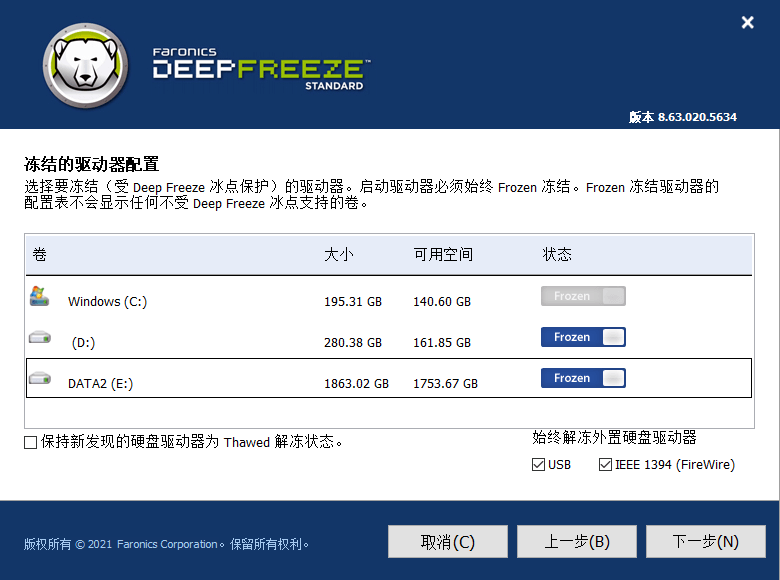 FARONICS
DEEPFREEZE™
STANDARD
版本 8.63.020.5634
冻结的驱动器配置
选择要冻结（受 Deep Freeze 冰点保护）的驱动器。启动驱动器必须始终 Frozen 冻结。Frozen 冻结驱动器的
配置表不会显示任何不受 Deep Freeze 冰点支持的卷。
卷 大小 可用空间 状态
Windows (C:) 195.31 GB 140.60 GB Frozen
(D:) 280.38 GB 161.85 GB Frozen
DATA2 (E:) 1863.02 GB 1753.67 GB Frozen
保持新发现的硬盘驱动器为 Thawed 解冻状态。
始终解冻外置硬盘驱动器
USB IEEE 1394 (FireWire)
版权所有 © 2021 Faronics Corporation。保留所有权利。
取消(C) 上一步(B) 下一步(N)